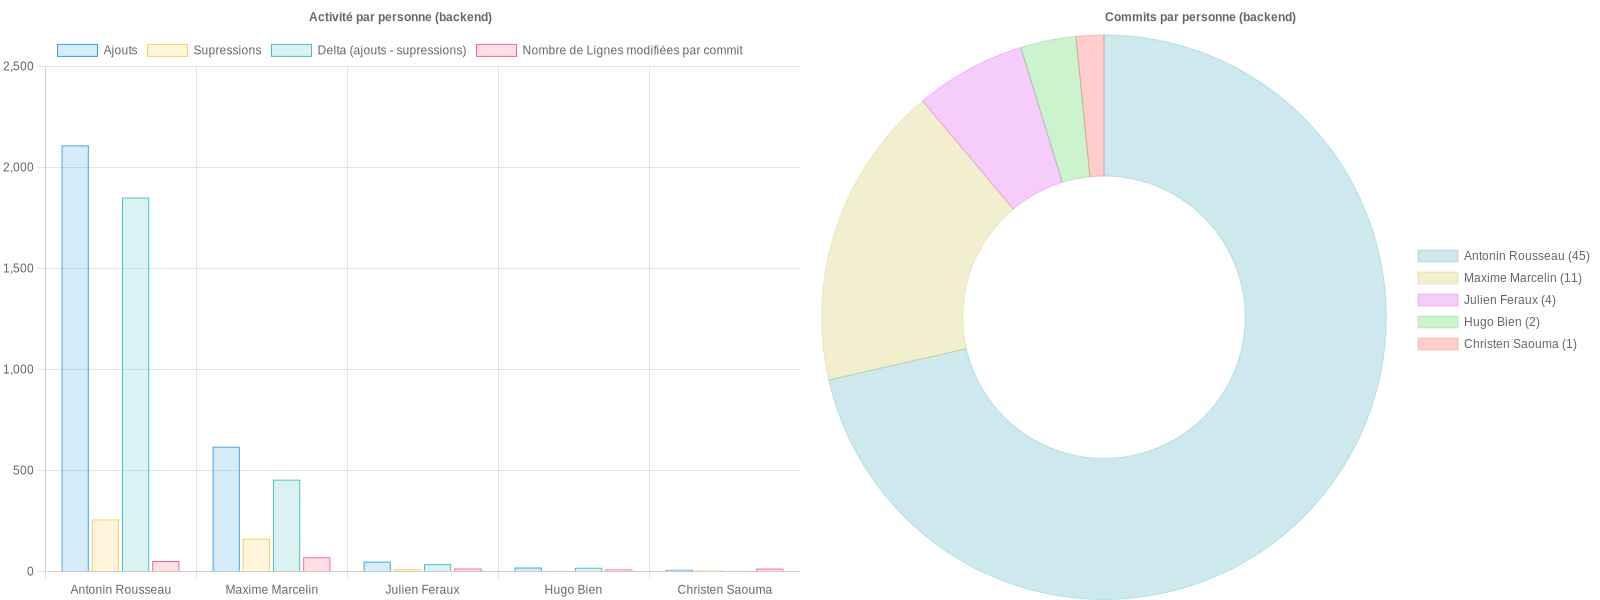 Activité par personne (backend)
Ajouts Supressions Delta (ajouts - supressions) Nombre de Lignes modifiées par commit
2,500
2,000
1,500
1,000
500
0
Antonin Rousseau Maxime Marcelin Julien Feraux Hugo Bien Christen Saouma
Commits par personne (backend)
Antonin Rousseau (45)
Maxime Marcelin (11)
Julien Feraux (4)
Hugo Bien (2)
Christen Saouma (1)